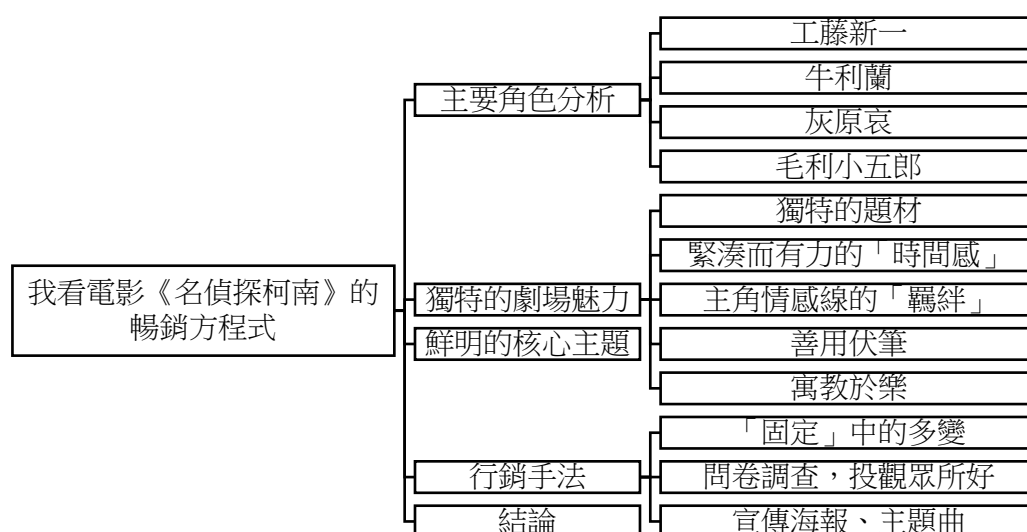 我看電影《名偵探柯南》的
暢銷方程式
主要角色分析
工藤新一
牛利蘭
灰原哀
毛利小五郎
獨特的劇場魅力
獨特的題材
緊湊而有力的「時間感」
主角情感線的「羈絆」
善用伏筆
寓教於樂
鮮明的核心主題
行銷手法
「固定」中的多變
問卷調查，投觀眾所好
宣傳海報、主題曲
結論